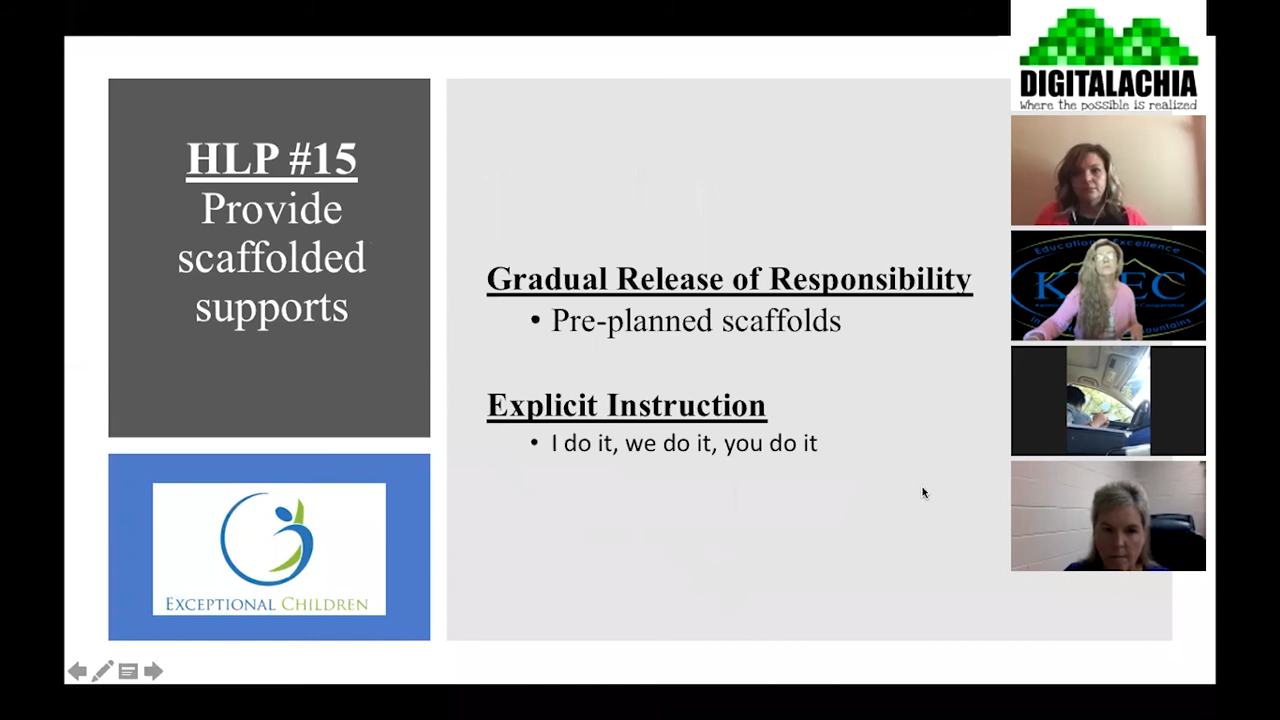 HLP #15
Provide
scaffolded
supports
Gradual Release of Responsibility
• Pre-planned scaffolds
Explicit Instruction
• I do it, we do it, you do it
EXCEPTIONAL CHILDREN
DIGITALACHIA
Where the possible is realized
Excellence